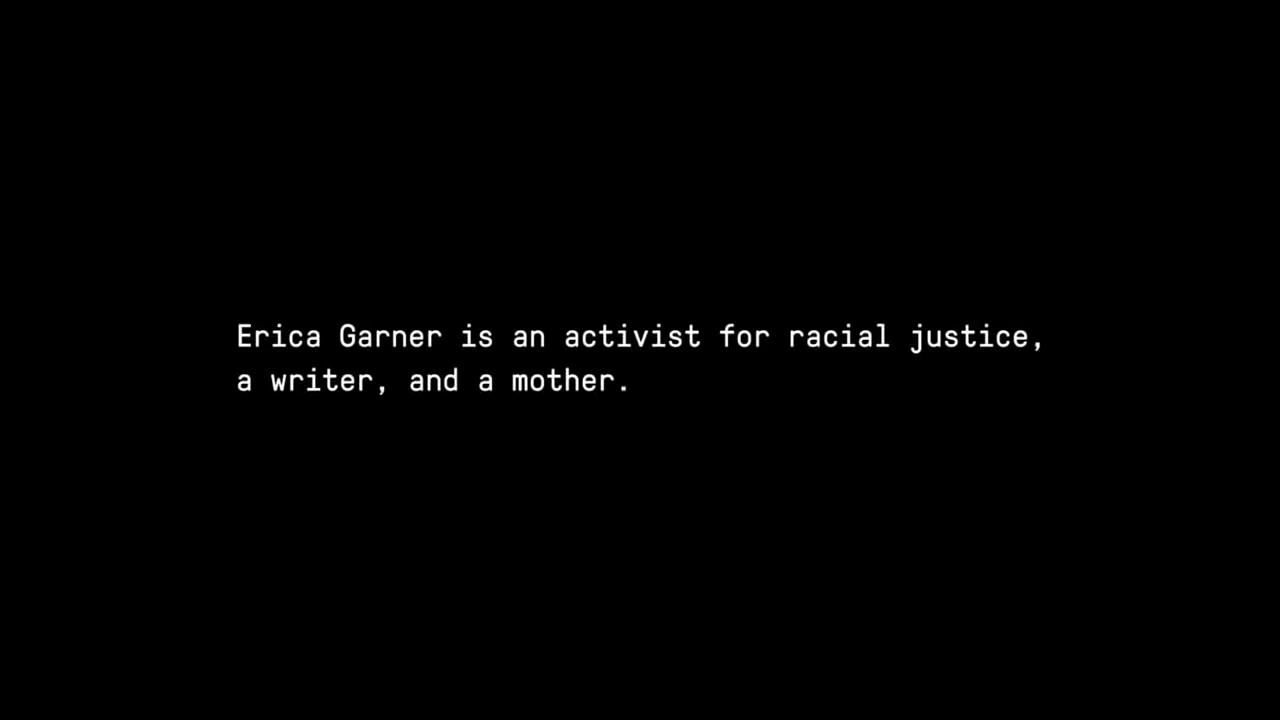 Erica Garner is an activist for racial justice,
a writer, and a mother.